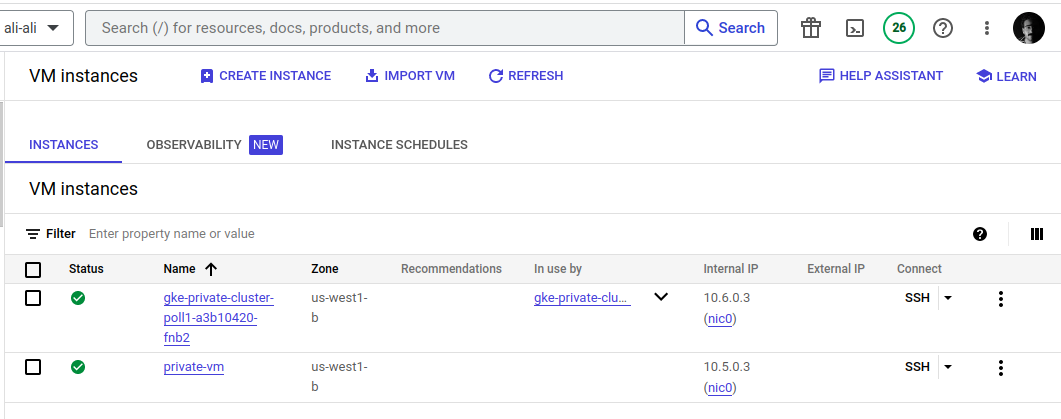 ali-ali Search (/) for resources, docs, products, and more Search 26
VM instances CREATE INSTANCE IMPORT VM REFRESH HELP ASSISTANT LEARN
INSTANCES OBSERVABILITY NEW INSTANCE SCHEDULES
VM instances
Filter Enter property name or value
Status Name Zone Recommendations In use by Internal IP External IP Connect
gke-private-cluster- us-west1- gke-private-clu... 10.6.0.3 SSH
poll1-a3b10420- b (nic0)
fnb2
private-vm us-west1- 10.5.0.3 SSH
b (nic0)